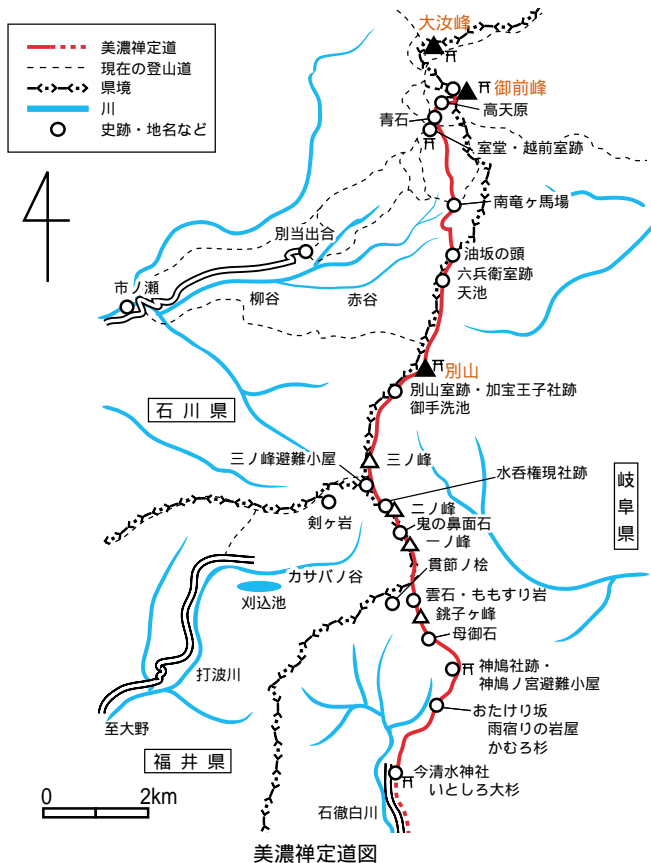 美濃禅定道
現在の登山道
県境
川
史跡・地名など
大汝峰
御前峰
高天原
青石
室堂・越前室跡
南竜ヶ馬場
別当出合
油坂の頭
六兵衛室跡
天池
市ノ瀬
柳谷
赤谷
別山
別山室跡・加宝王子社跡
御手洗池
石川県
三ノ峰避難小屋
三ノ峰
水呑権現社跡
岐阜県
二ノ峰
剣ヶ岩
鬼の鼻面石
一ノ峰
貫節ノ桧
カサバノ谷
刈込池
雲石・ももすり岩
銚子ヶ峰
母御石
神鳩社跡・
神鳩ノ宮避難小屋
打波川
至大野
おたけり坂
雨宿りの岩屋
かむろ杉
福井県
今清水神社
いとしろ大杉
0 2km
石徹白川
美濃禅定道図